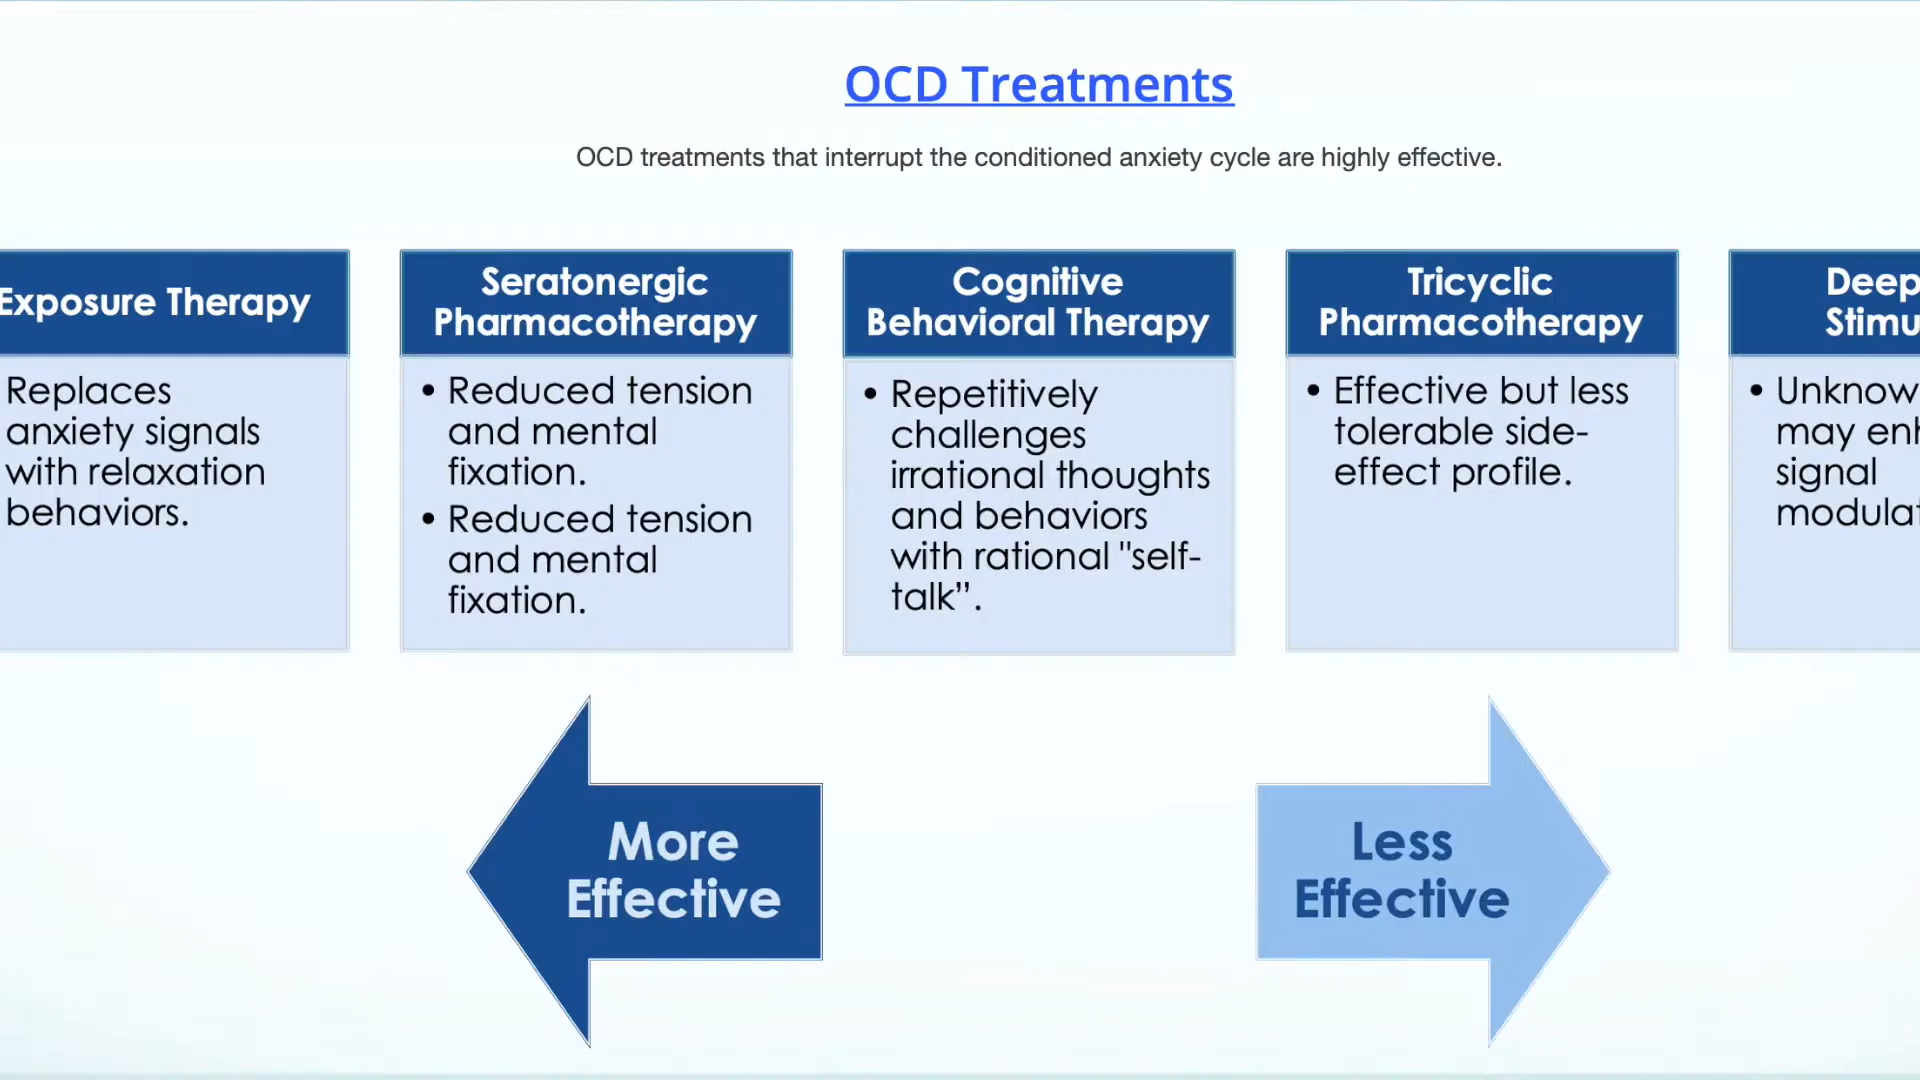 OCD Treatments
OCD treatments that interrupt the conditioned anxiety cycle are highly effective.
Exposure Therapy
Replaces
anxiety signals
with relaxation
behaviors.
Seratonergic
Pharmacotherapy
• Reduced tension
and mental
fixation.
• Reduced tension
and mental
fixation.
Cognitive
Behavioral Therapy
• Repetitively
challenges
irrational thoughts
and behaviors
with rational "self-
talk”.
Tricyclic
Pharmacotherapy
• Effective but less
tolerable side-
effect profile.
Deep
Stimu
• Unknow
may enh
signal
modulat
More
Effective
Less
Effective